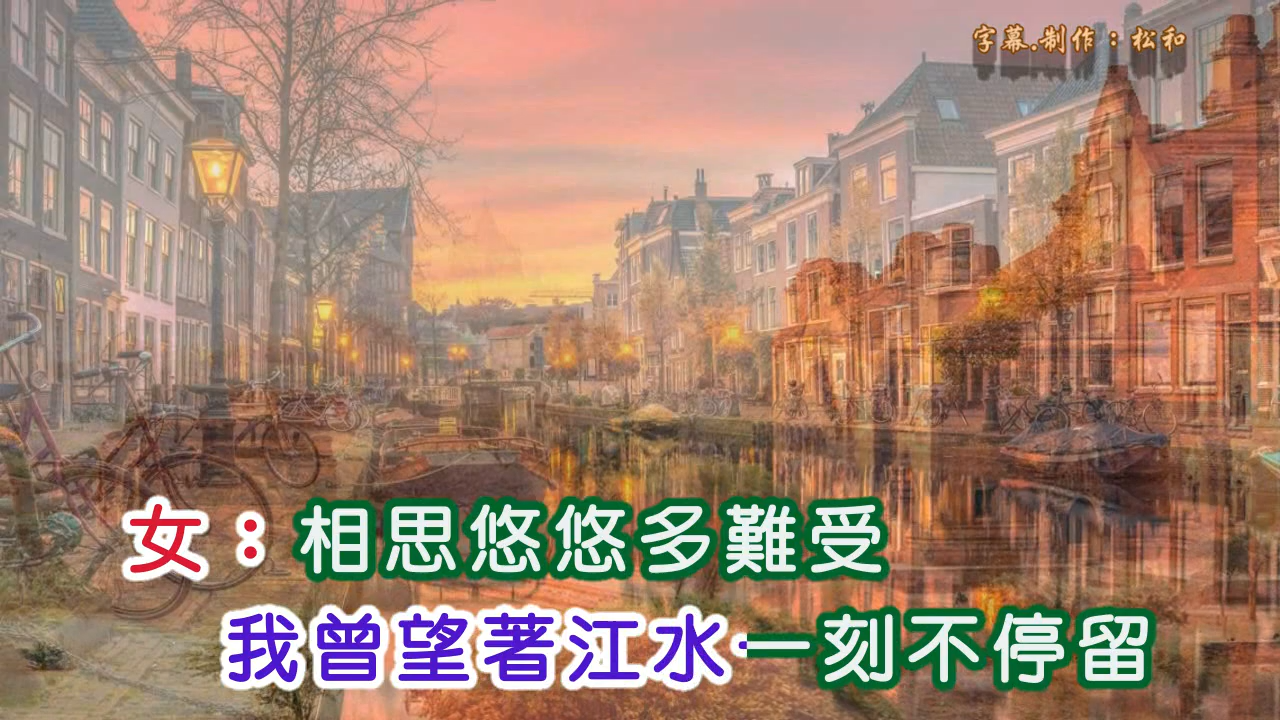 字幕.制作：松和
女：相思悠悠多難受
我曾望著江水一刻不停留